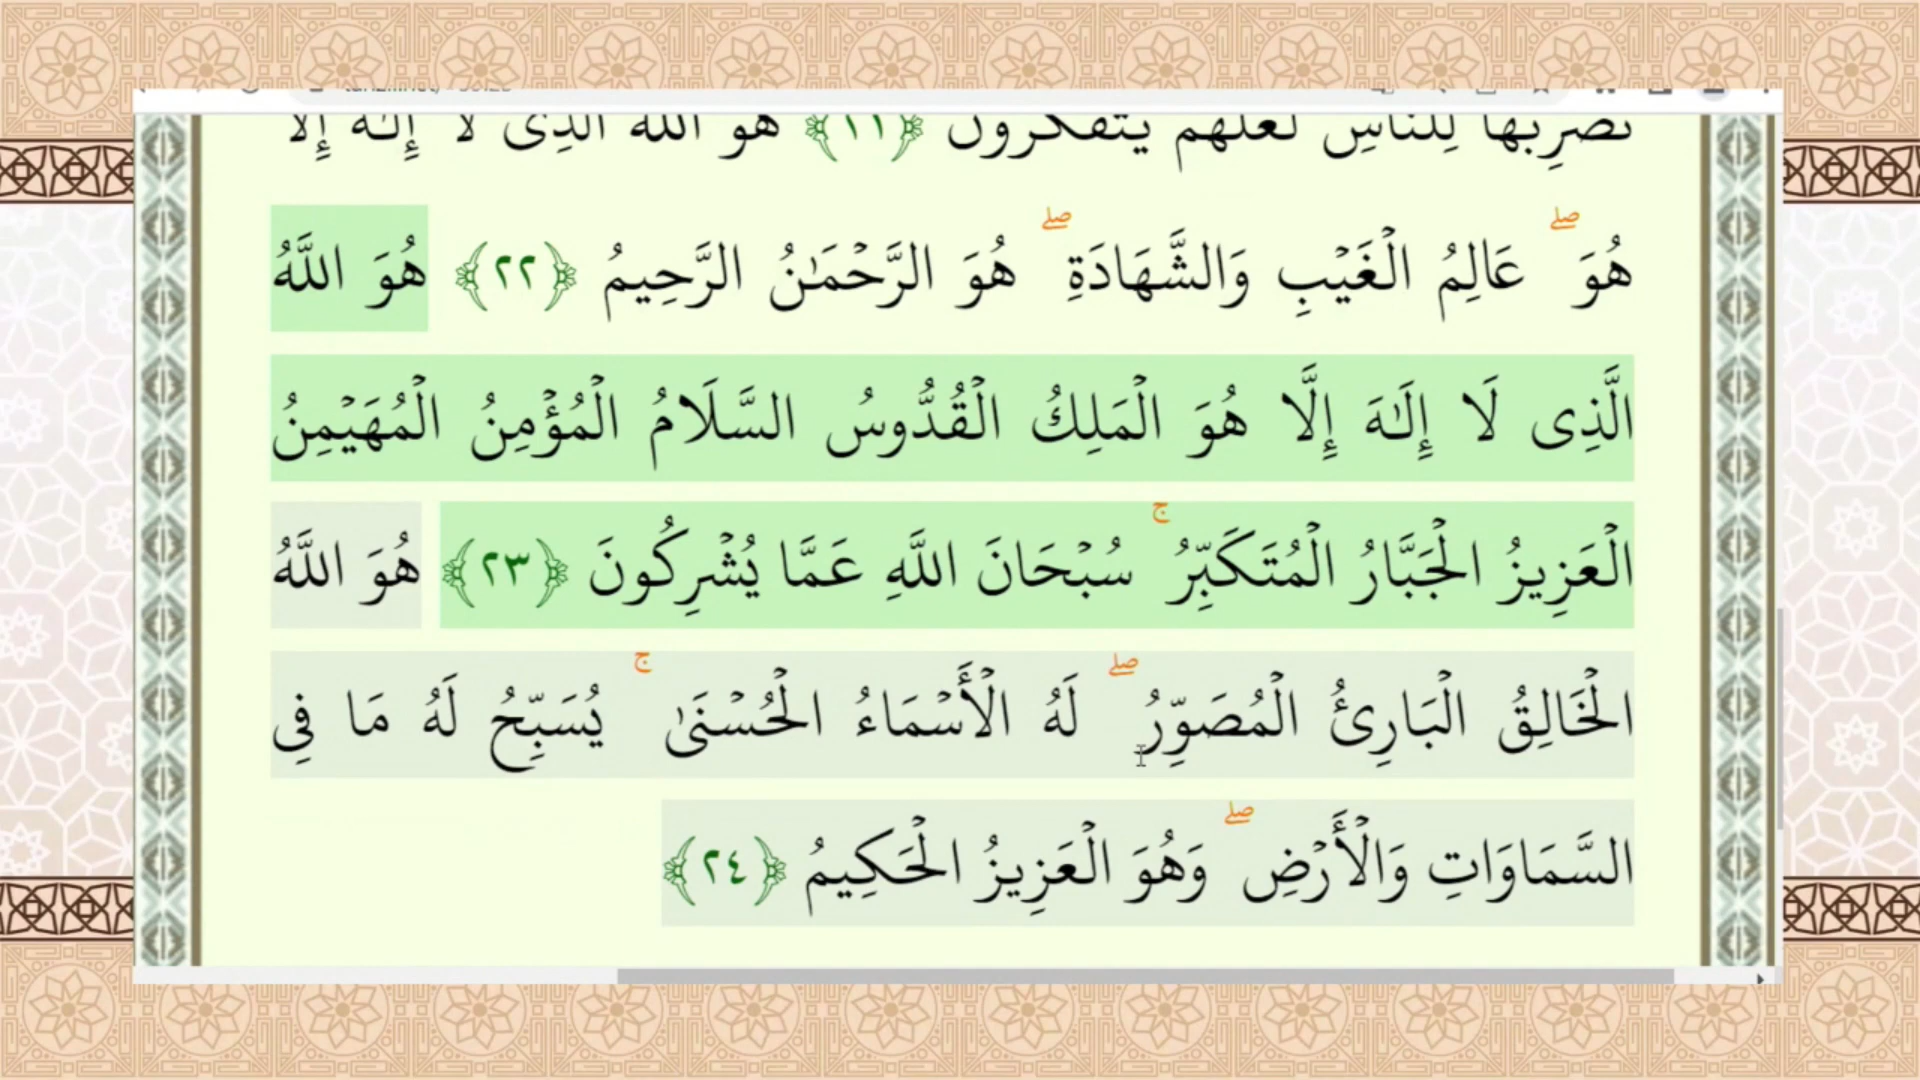 نَضْرِبُهَا لِلنَّاسِ لَعَلَّهُمْ يَتَفَكَّرُونَ ﴿٢١﴾ هُوَ اللَّهُ الَّذِى لَا إِلَـٰهَ إِلَّا
هُوَ ۖ عَالِمُ الْغَيْبِ وَالشَّهَادَةِ ۖ هُوَ الرَّحْمَـٰنُ الرَّحِيمُ ﴿٢٢﴾ هُوَ اللَّهُ
الَّذِى لَا إِلَـٰهَ إِلَّا هُوَ الْمَلِكُ الْقُدُّوسُ السَّلَامُ الْمُؤْمِنُ الْمُهَيْمِنُ
الْعَزِيزُ الْجَبَّارُ الْمُتَكَبِّرُ ۚ سُبْحَانَ اللَّهِ عَمَّا يُشْرِكُونَ ﴿٢٣﴾ هُوَ اللَّهُ
الْخَالِقُ الْبَارِئُ الْمُصَوِّرُ ۖ لَهُ الْأَسْمَاءُ الْحُسْنَىٰ ۚ يُسَبِّحُ لَهُ مَا فِى
السَّمَاوَاتِ وَالْأَرْضِ ۖ وَهُوَ الْعَزِيزُ الْحَكِيمُ ﴿٢٤﴾